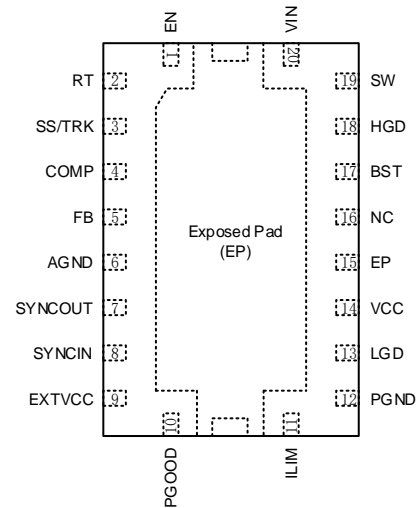 EN
VIN
1
20
RT 2
19 SW
SS/TRK 3
18 HGD
COMP 4
17 BST
FB 5
16 NC
Exposed Pad
(EP)
AGND 6
15 EP
SYNCOUT 7
14 VCC
SYNCIN 8
13 LGD
EXTVCC 9
12 PGND
10
11
PGOOD
ILIM